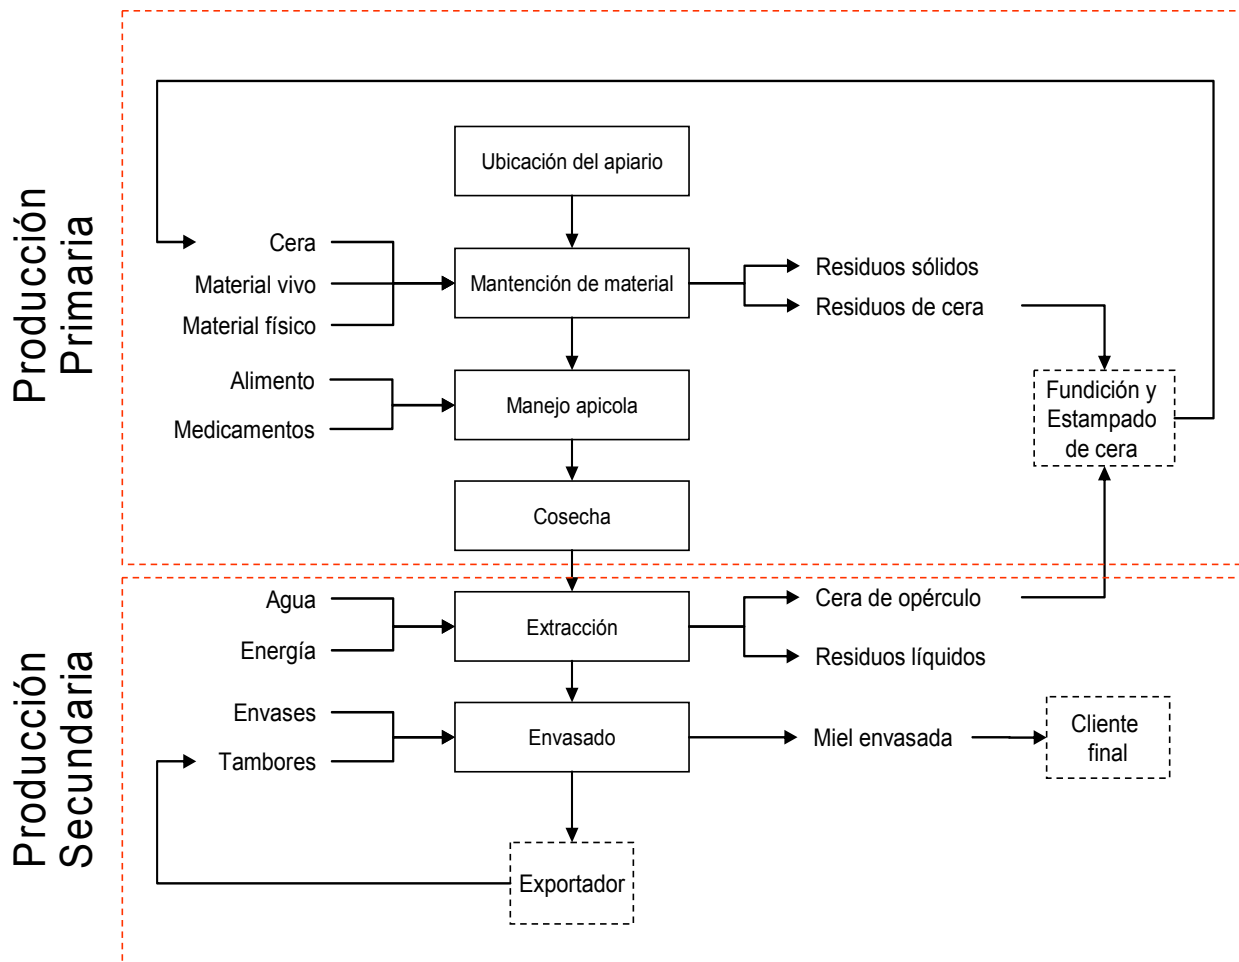 Producción
Primaria
Ubicación del apiario
Cera
Material vivo
Material físico
Mantención de material
Residuos sólidos
Residuos de cera
Alimento
Medicamentos
Manejo apicola
Fundición y
Estampado
de cera
Cosecha
Producción
Secundaria
Agua
Energía
Extracción
Cera de opérculo
Residuos líquidos
Envases
Tambores
Envasado
Miel envasada
Cliente
final
Exportador